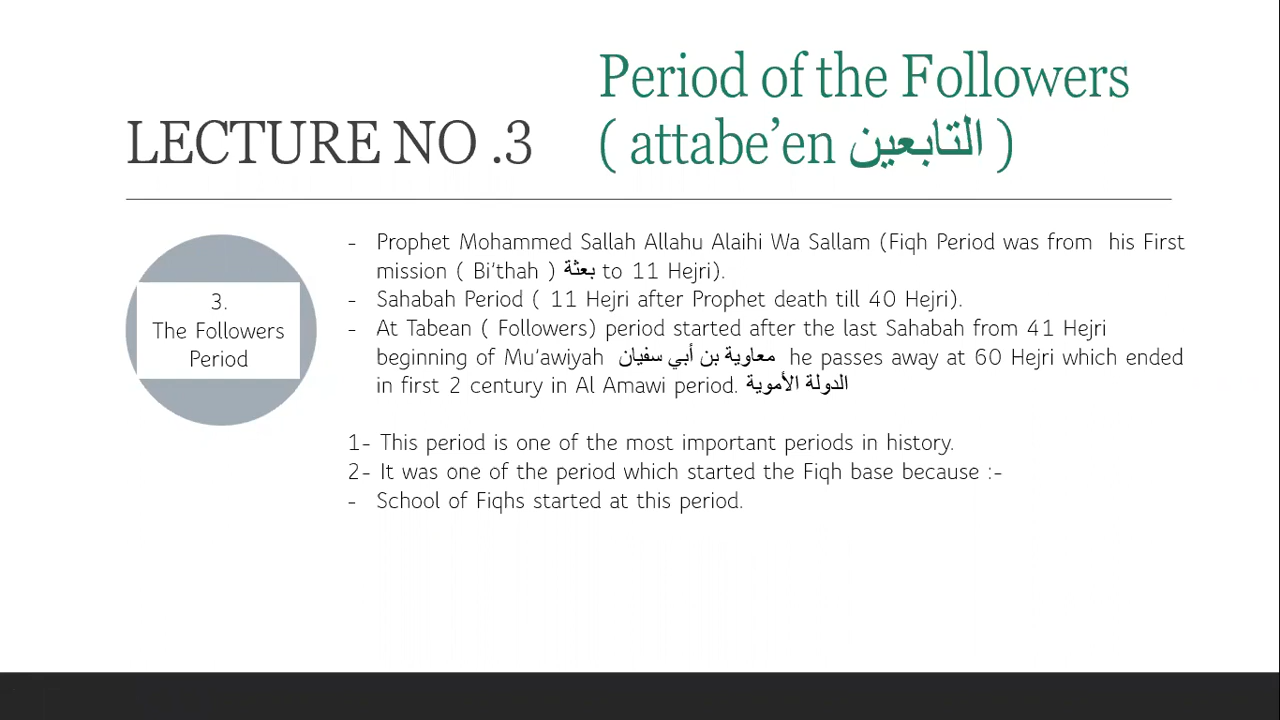 LECTURE NO .3
Period of the Followers
( attabe’en التابعين )
3.
The Followers
Period
- Prophet Mohammed Sallah Allahu Alaihi Wa Sallam (Fiqh Period was from his First
mission ( Bi’thah ) بعثة to 11 Hejri).
- Sahabah Period ( 11 Hejri after Prophet death till 40 Hejri).
- At Tabean ( Followers) period started after the last Sahabah from 41 Hejri
beginning of Mu’awiyah معاوية بن أبي سفيان he passes away at 60 Hejri which ended
in first 2 century in Al Amawi period. الدولة الأموية
1- This period is one of the most important periods in history.
2- It was one of the period which started the Fiqh base because :-
- School of Fiqhs started at this period.